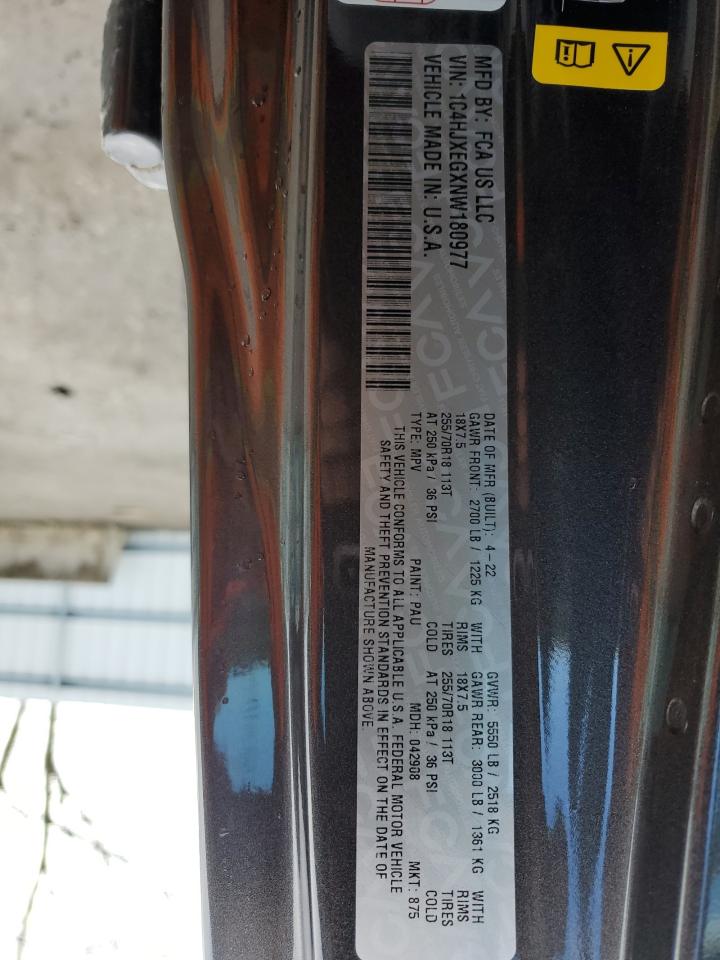 MFD BY: FCA US LLC
VIN: 1C4HJXEGXNW180977
VEHICLE MADE IN: U.S.A.
DATE OF MFR (BUILT): 4-22 GVWR: 5550 LB / 2518 KG
GAWR FRONT: 2700 LB / 1225 KG WITH GAWR REAR: 3000 LB / 1361 KG WITH
18X7.5 RIMS 18X7.5 RIMS
255/70R18 113T TIRES 255/70R18 113T TIRES
AT 250 kPa / 36 PSI COLD AT 250 kPa / 36 PSI COLD
TYPE: MPV PAINT: PAU MDH: 042908 MKT: 875
THIS VEHICLE CONFORMS TO ALL APPLICABLE U.S.A. FEDERAL MOTOR VEHICLE
SAFETY AND THEFT PREVENTION STANDARDS IN EFFECT ON THE DATE OF
MANUFACTURE SHOWN ABOVE.